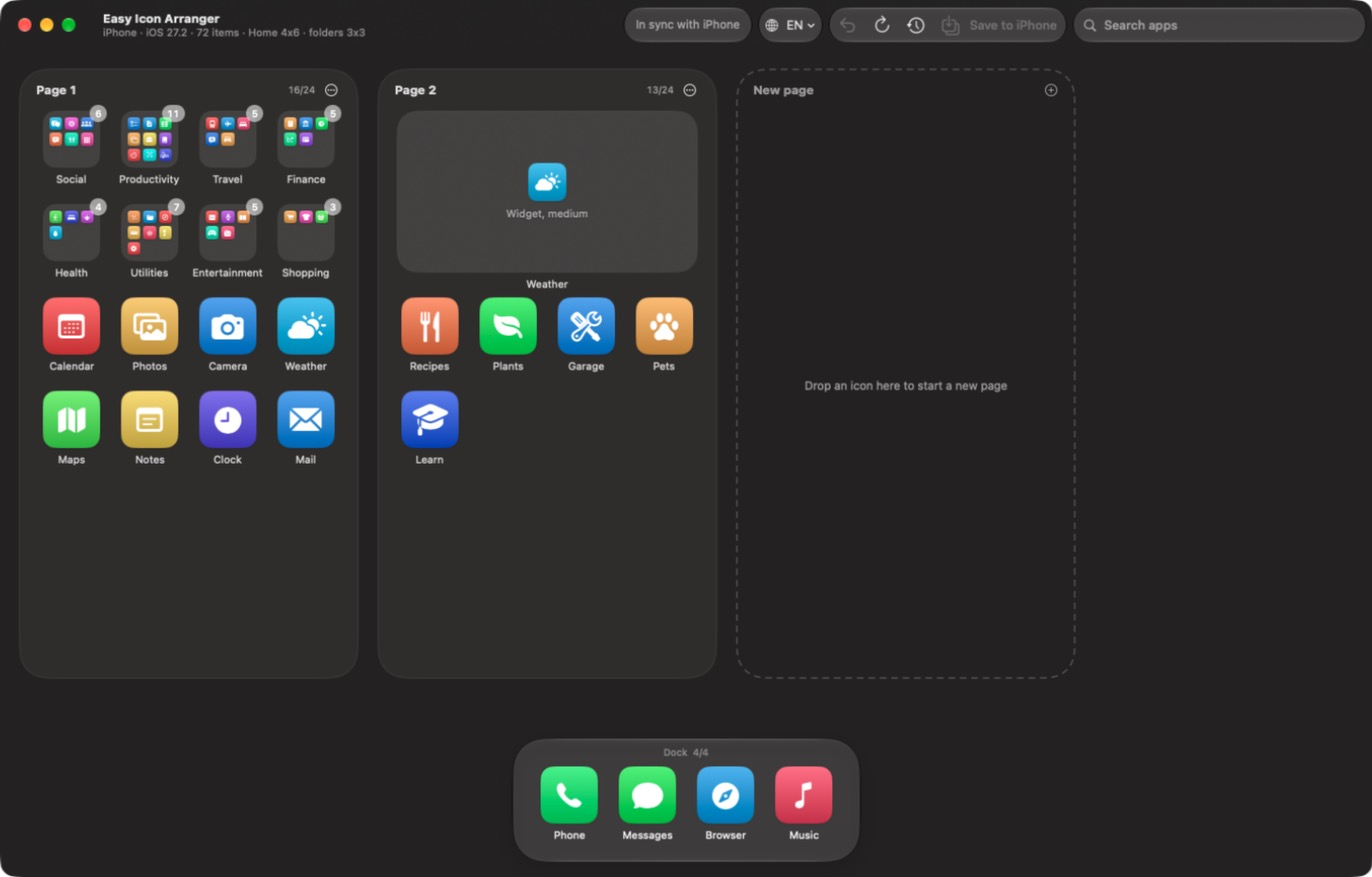 Easy Icon Arranger
iPhone · iOS 27.2 · 72 items · Home 4x6 · folders 3x3
In sync with iPhone
EN
Save to iPhone
Search apps
Page 1
16/24
6
11
5
5
Social
Productivity
Travel
Finance
4
7
5
3
Health
Utilities
Entertainment
Shopping
Calendar
Photos
Camera
Weather
Maps
Notes
Clock
Mail
Page 2
13/24
Widget, medium
Weather
Recipes
Plants
Garage
Pets
Learn
New page
Drop an icon here to start a new page
Dock 4/4
Phone
Messages
Browser
Music